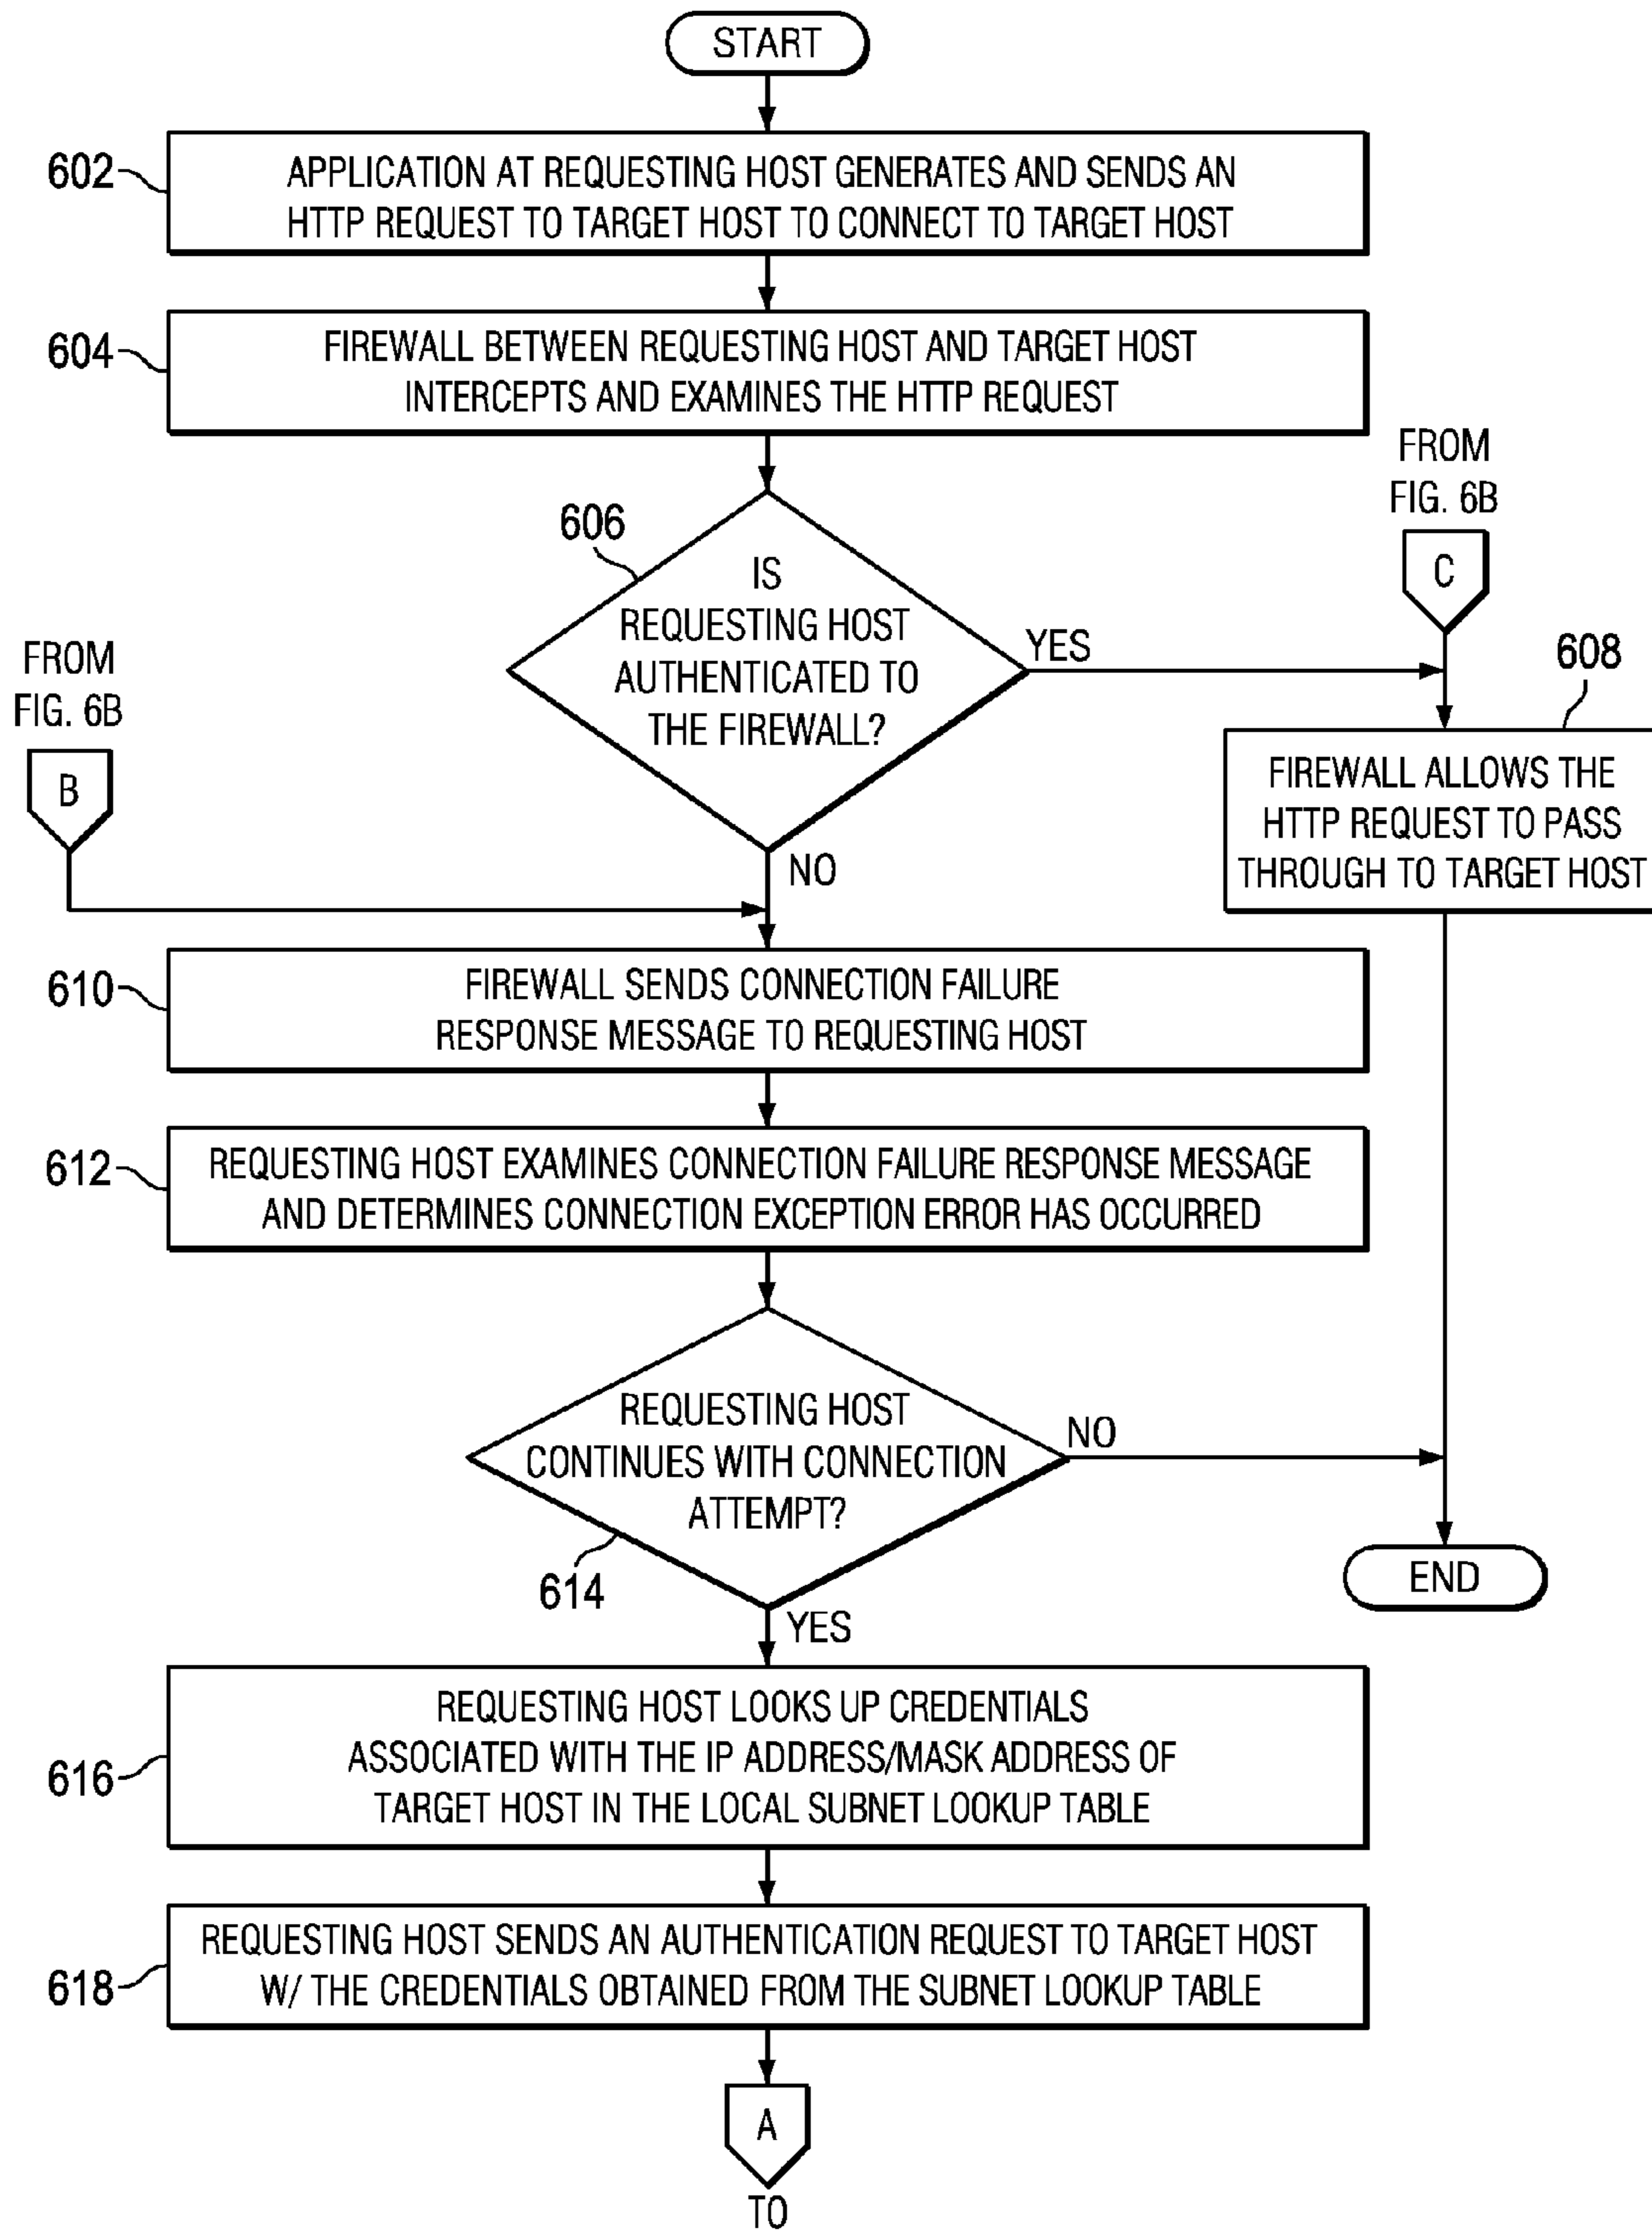 START
602
APPLICATION AT REQUESTING HOST GENERATES AND SENDS AN
HTTP REQUEST TO TARGET HOST TO CONNECT TO TARGET HOST
604
FIREWALL BETWEEN REQUESTING HOST AND TARGET HOST
INTERCEPTS AND EXAMINES THE HTTP REQUEST
FROM
FIG. 6B
C
606
IS
REQUESTING HOST
AUTHENTICATED TO
THE FIREWALL?
YES
608
FROM
FIG. 6B
B
FIREWALL ALLOWS THE
HTTP REQUEST TO PASS
THROUGH TO TARGET HOST
NO
610
FIREWALL SENDS CONNECTION FAILURE
RESPONSE MESSAGE TO REQUESTING HOST
612
REQUESTING HOST EXAMINES CONNECTION FAILURE RESPONSE MESSAGE
AND DETERMINES CONNECTION EXCEPTION ERROR HAS OCCURRED
REQUESTING HOST
CONTINUES WITH CONNECTION
ATTEMPT?
NO
614
END
YES
616
REQUESTING HOST LOOKS UP CREDENTIALS
ASSOCIATED WITH THE IP ADDRESS/MASK ADDRESS OF
TARGET HOST IN THE LOCAL SUBNET LOOKUP TABLE
618
REQUESTING HOST SENDS AN AUTHENTICATION REQUEST TO TARGET HOST
W/ THE CREDENTIALS OBTAINED FROM THE SUBNET LOOKUP TABLE
A
TO